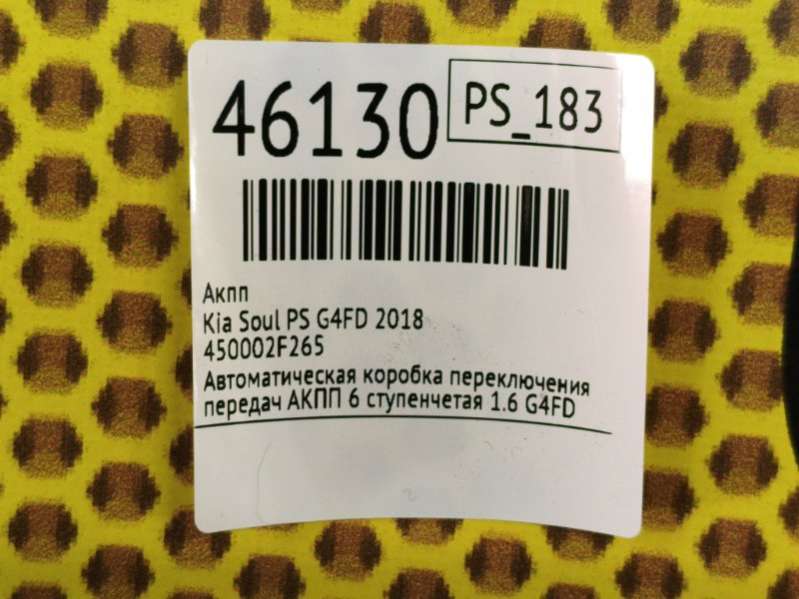 46130
PS_183
Акпп
Kia Soul PS G4FD 2018
450002F265
Автоматическая коробка переключения
передач АКПП 6 ступенчетая 1.6 G4FD